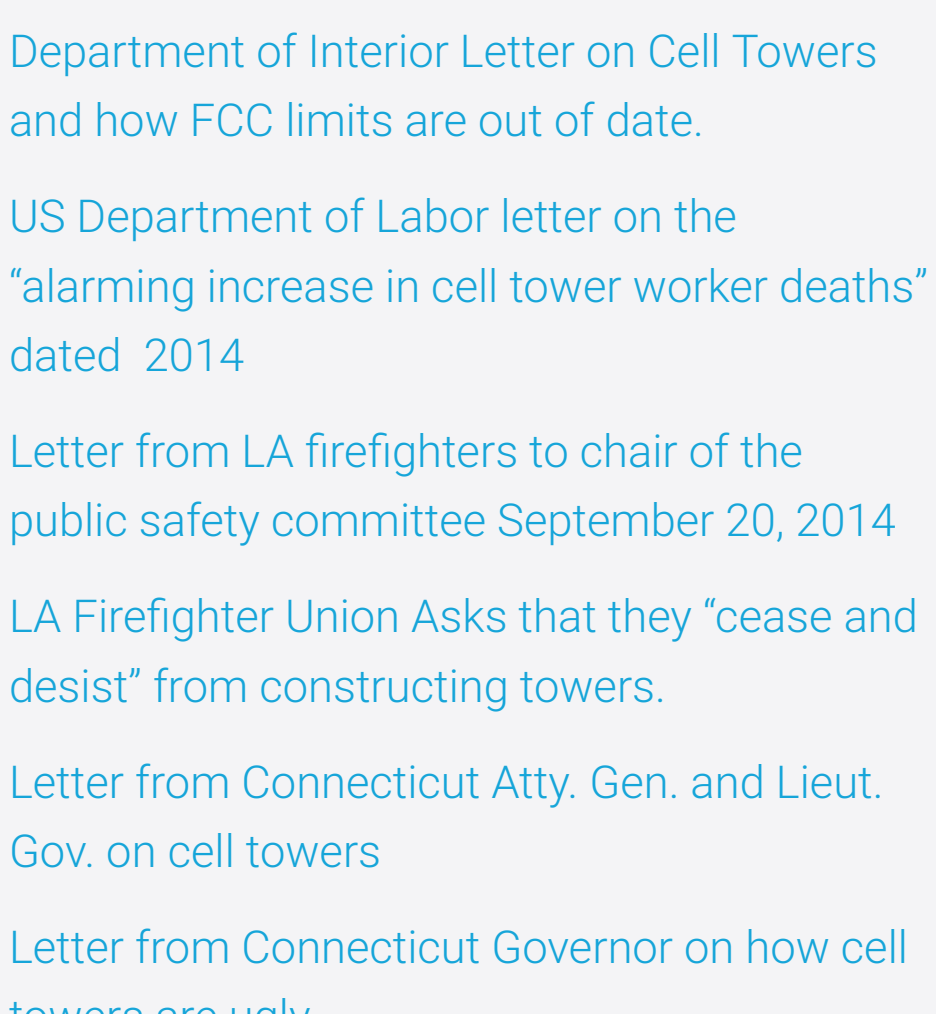 Department of Interior Letter on Cell Towers
and how FCC limits are out of date.
US Department of Labor letter on the
“alarming increase in cell tower worker deaths”
dated  2014
Letter from LA firefighters to chair of the
public safety committee September 20, 2014
LA Firefighter Union Asks that they “cease and
desist” from constructing towers.
Letter from Connecticut Atty. Gen. and Lieut.
Gov. on cell towers
Letter from Connecticut Governor on how cell
towers are ugly